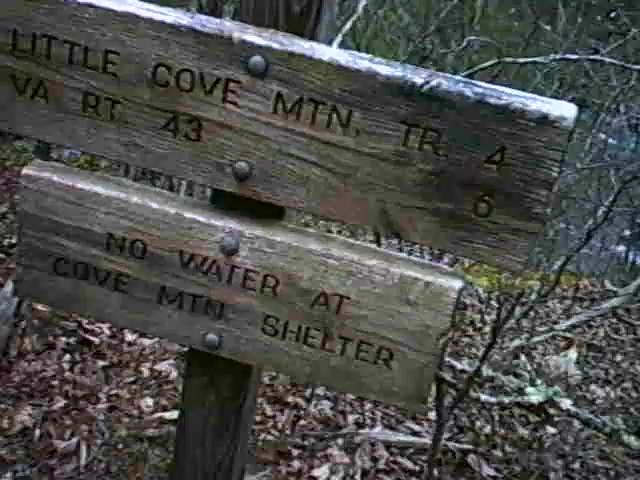 LITTLE COVE MTN. TR. 4
VA RT. 43 6
NO WATER AT
COVE MTN. SHELTER